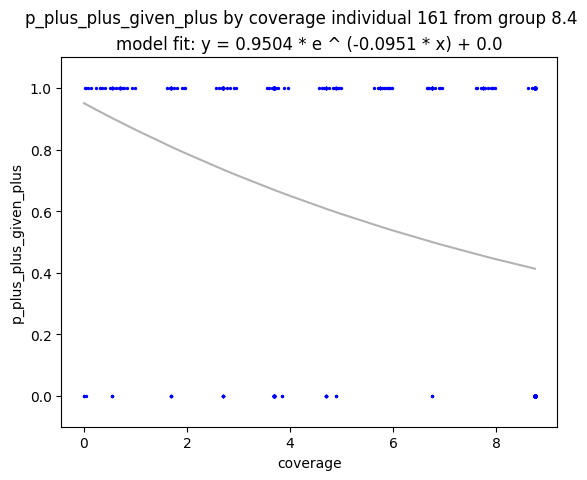 p_plus_plus_given_plus by coverage individual 161 from group 8.4
model fit: y = 0.9504 * e ^ (-0.0951 * x) + 0.0
1.0
0.8
0.6
0.4
0.2
0.0
p_plus_plus_given_plus
0 2 4 6 8
coverage